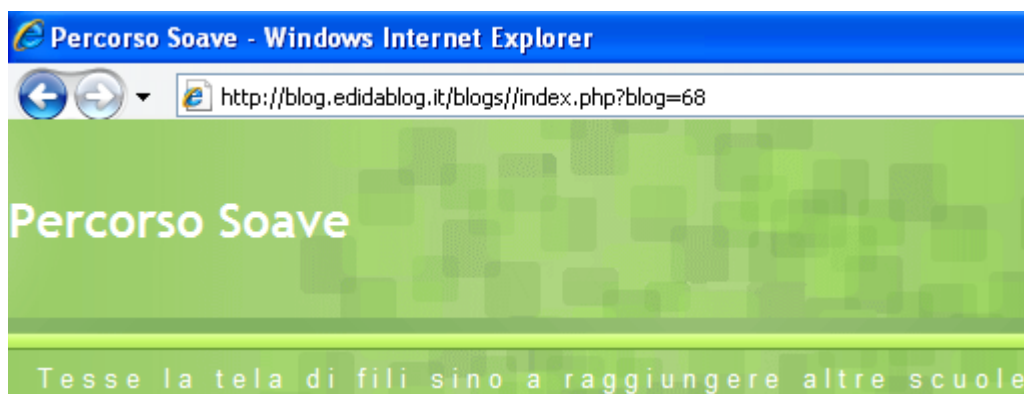 Percorso Soave - Windows Internet Explorer
http://blog.edidablog.it/blogs//index.php?blog=68
Percorso Soave
Tesse la tela di fili sino a raggiungere altre scuole